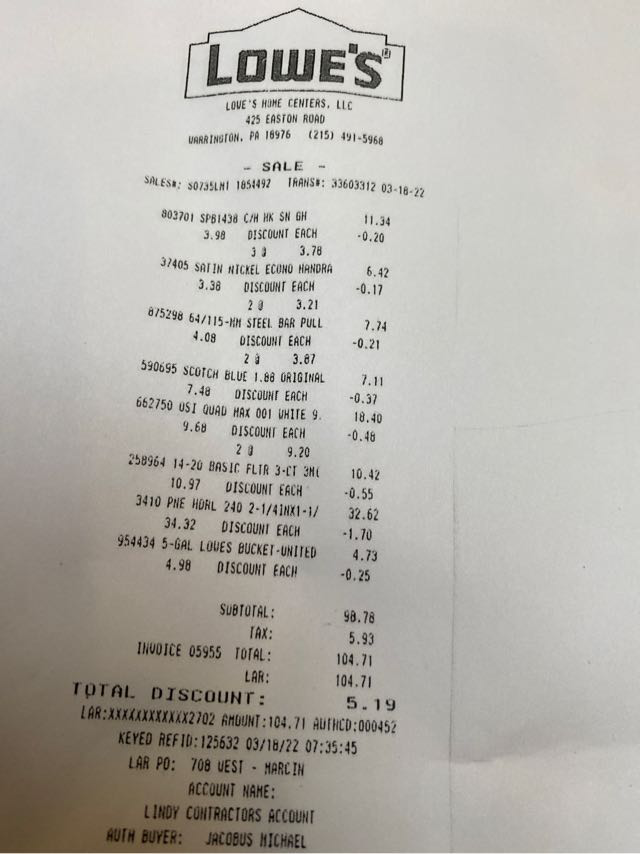 LOWE'S®
LOWE'S HOME CENTERS, LLC
425 EASTON ROAD
WARRINGTON, PA 18976 (215) 491-5968
- SALE -
SALES#: S0735LM1 1854492 TRANS#: 33603312 03-18-22
803701 SPB1438 C/H HK SN GH 11.34
3.98 DISCOUNT EACH -0.20
3 @ 3.78
37405 SATIN NICKEL ECONO HANDRA 6.42
3.38 DISCOUNT EACH -0.17
2 @ 3.21
875298 64/115-MM STEEL BAR PULL 7.74
4.08 DISCOUNT EACH -0.21
2 @ 3.87
590695 SCOTCH BLUE 1.88 ORIGINAL 7.11
7.48 DISCOUNT EACH -0.37
662750 OSI QUAD MAX 001 WHITE 9. 18.40
9.68 DISCOUNT EACH -0.48
2 @ 9.20
258964 14-20 BASIC FLTR 3-CT 3M( 10.42
10.97 DISCOUNT EACH -0.55
3410 PNE HDRL 240 2-1/4INX1-1/ 32.62
34.32 DISCOUNT EACH -1.70
954434 5-GAL LOWES BUCKET-UNITED 4.73
4.98 DISCOUNT EACH -0.25
SUBTOTAL: 98.78
TAX: 5.93
INVOICE 05955 TOTAL: 104.71
LAR: 104.71
TOTAL DISCOUNT: 5.19
LAR:XXXXXXXXXXXX2702 AMOUNT:104.71 AUTHCD:000452
KEYED REFID:125632 03/18/22 07:35:45
LAR PO: 708 WEST - MARCIN
ACCOUNT NAME:
LINDY CONTRACTORS ACCOUNT
AUTH BUYER: JACOBUS MICHAEL